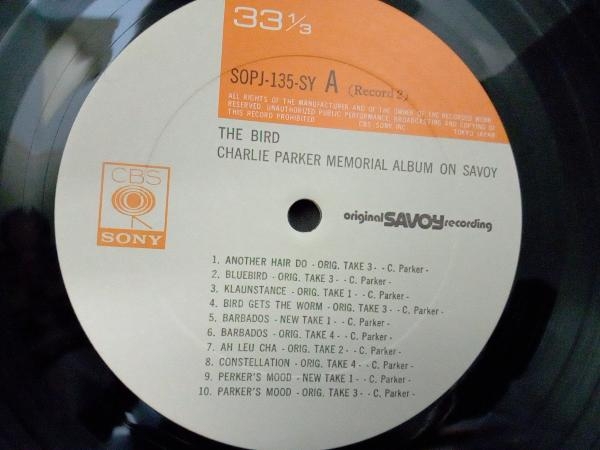 33 1/3
SOPJ-135-SY A (Record 2)
ALL RIGHTS OF THE MANUFACTURER AND OF THE OWNER OF THE RECORDED WORK
RESERVED. UNAUTHORIZED PUBLIC PERFORMANCE, BROADCASTING AND COPYING OF
THIS RECORD PROHIBITED CBS/SONY INC. TOKYO JAPAN
THE BIRD
CHARLIE PARKER MEMORIAL ALBUM ON SAVOY
CBS
SONY
original SAVOY recording
1. ANOTHER HAIR DO - ORIG. TAKE 3 - - C. Parker -
2. BLUEBIRD - ORIG. TAKE 3 - - C. Parker -
3. KLAUNSTANCE - ORIG. TAKE 1 - - C. Parker -
4. BIRD GETS THE WORM - ORIG. TAKE 3 - - C. Parker -
5. BARBADOS - NEW TAKE 1 - - C. Parker -
6. BARBADOS - ORIG. TAKE 4 - - C. Parker -
7. AH LEU CHA - ORIG. TAKE 2 - - C. Parker -
8. CONSTELLATION - ORIG. TAKE 4 - - C. Parker -
9. PERKER'S MOOD - NEW TAKE 1 - - C. Parker -
10. PARKER'S MOOD - ORIG. TAKE 3 - - C. Parker -